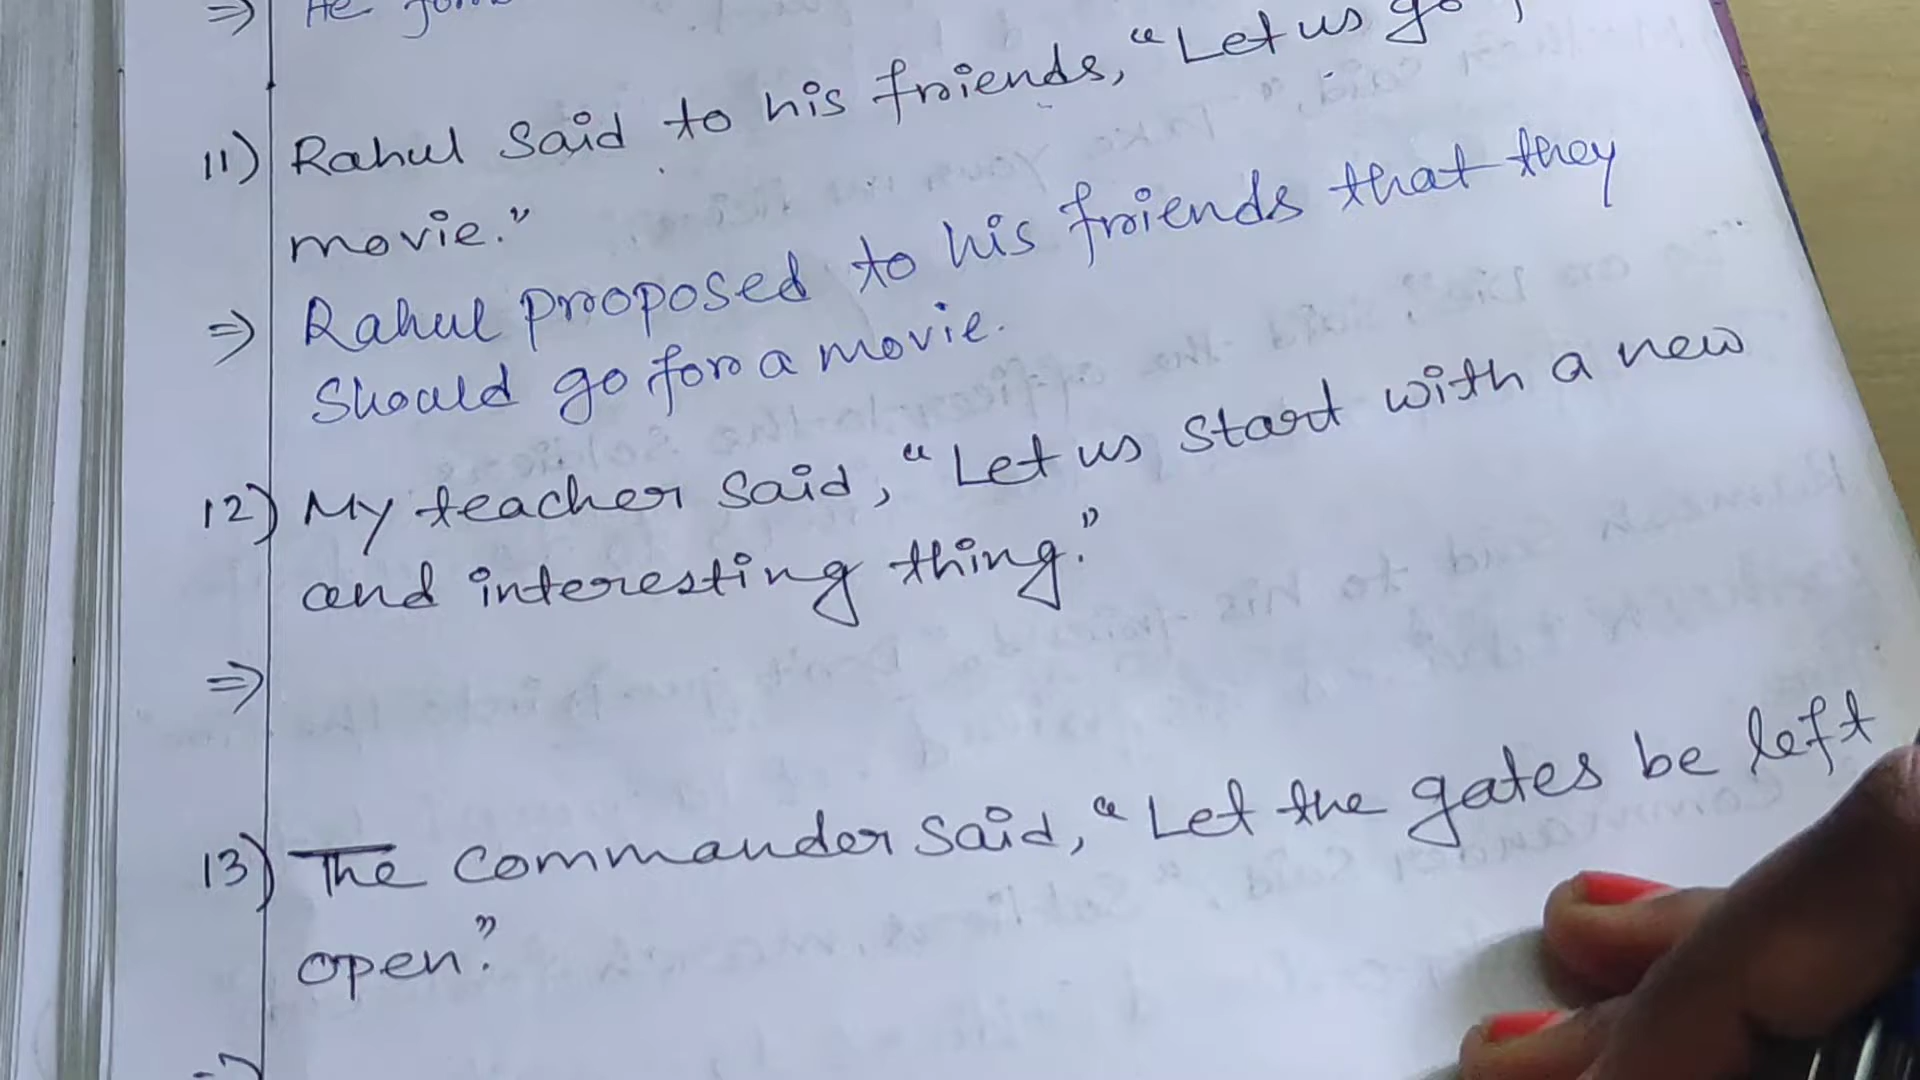 ⇒ He
11) Rahul said to his friends, "Let us go
movie."
⇒ Rahul proposed to his friends that they
should go for a movie.
12) My teacher said, "Let us start with a new
and interesting thing."
⇒
13) The commander said, "Let the gates be left
open."